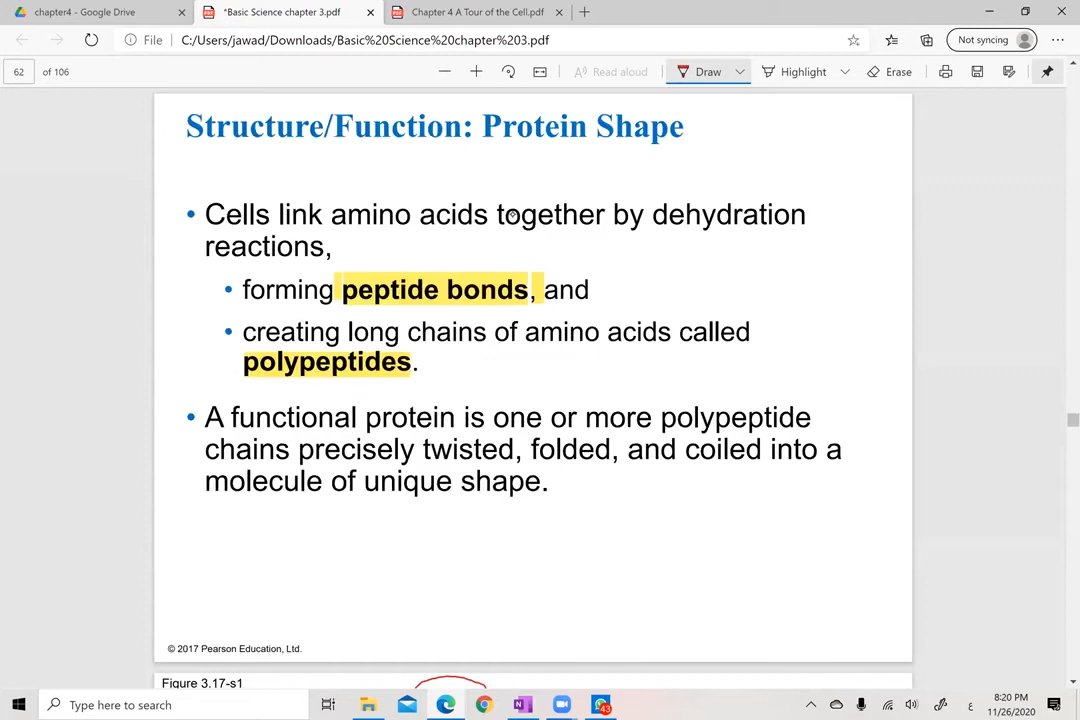 chapter4 - Google Drive
*Basic Science chapter 3.pdf
Chapter 4 A Tour of the Cell.pdf
File
C:/Users/jawad/Downloads/Basic%20Science%20chapter%203.pdf
Not syncing
62
of 106
Read aloud
Draw
Highlight
Erase
Structure/Function: Protein Shape
• Cells link amino acids together by dehydration
reactions,
• forming peptide bonds, and
• creating long chains of amino acids called
polypeptides.
• A functional protein is one or more polypeptide
chains precisely twisted, folded, and coiled into a
molecule of unique shape.
© 2017 Pearson Education, Ltd.
Figure 3.17-s1
Type here to search
43
ع
8:20 PM
11/26/2020